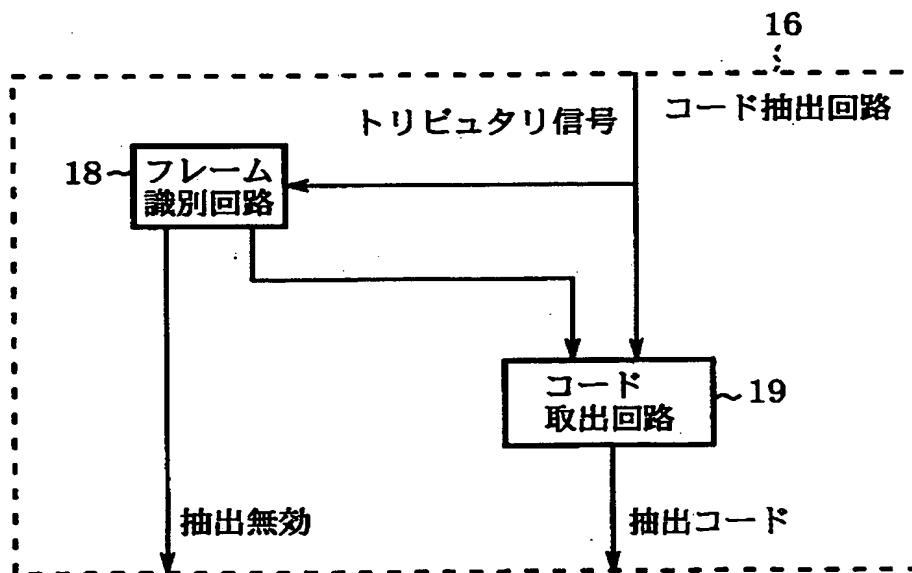 16
コード抽出回路
トリビュタリ信号
18
フレーム
識別回路
コード
取出回路
19
抽出無効
抽出コード